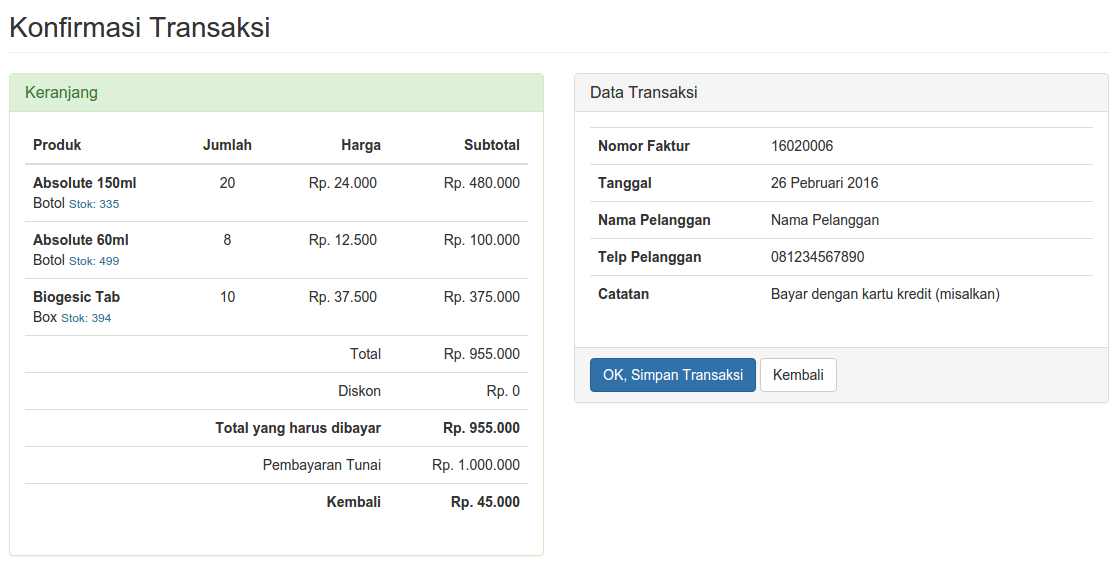 Konfirmasi Transaksi
Keranjang
Produk Jumlah Harga Subtotal
Absolute 150ml 20 Rp. 24.000 Rp. 480.000
Botol Stok: 335
Absolute 60ml 8 Rp. 12.500 Rp. 100.000
Botol Stok: 499
Biogesic Tab 10 Rp. 37.500 Rp. 375.000
Box Stok: 394
Total Rp. 955.000
Diskon Rp. 0
Total yang harus dibayar Rp. 955.000
Pembayaran Tunai Rp. 1.000.000
Kembali Rp. 45.000
Data Transaksi
Nomor Faktur 16020006
Tanggal 26 Pebruari 2016
Nama Pelanggan Nama Pelanggan
Telp Pelanggan 081234567890
Catatan Bayar dengan kartu kredit (misalkan)
OK, Simpan Transaksi Kembali